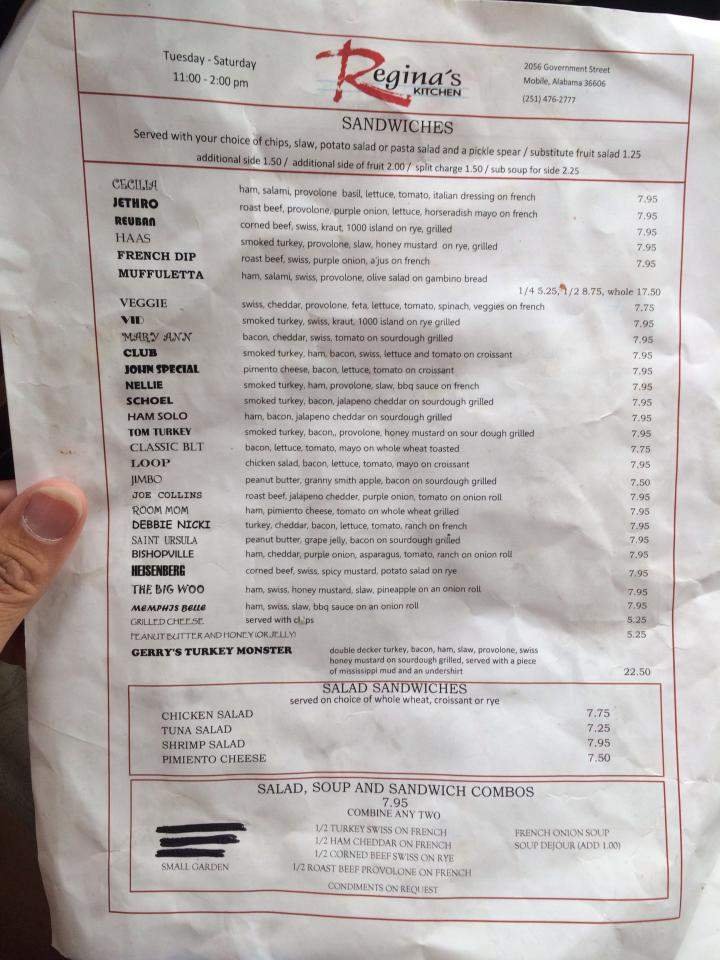 Tuesday - Saturday
11:00 - 2:00 pm
Regina's
KITCHEN
2056 Government Street
Mobile, Alabama 36606
(251) 476-2777
SANDWICHES
Served with your choice of chips, slaw, potato salad or pasta salad and a pickle spear / substitute fruit salad 1.25
additional side 1.50 / additional side of fruit 2.00 / split charge 1.50 / sub soup for side 2.25
CECILIA ham, salami, provolone basil, lettuce, tomato, italian dressing on french 7.95
JETHRO roast beef, provolone, purple onion, lettuce, horseradish mayo on french 7.95
REUBAN corned beef, swiss, kraut, 1000 island on rye, grilled 7.95
HAAS smoked turkey, provolone, slaw, honey mustard on rye, grilled 7.95
FRENCH DIP roast beef, swiss, purple onion, a'jus on french 7.95
MUFFULETTA ham, salami, swiss, provolone, olive salad on gambino bread
1/4 5.25, 1/2 8.75, whole 17.50
VEGGIE swiss, cheddar, provolone, feta, lettuce, tomato, spinach, veggies on french 7.75
VID smoked turkey, swiss, kraut, 1000 island on rye grilled 7.95
MARY ANN bacon, cheddar, swiss, tomato on sourdough grilled 7.95
CLUB smoked turkey, ham, bacon, swiss, lettuce and tomato on croissant 7.95
JOHN SPECIAL pimento cheese, bacon, lettuce, tomato on croissant 7.95
NELLIE smoked turkey, ham, provolone, slaw, bbq sauce on french 7.95
SCHOEL smoked turkey, bacon, jalapeno cheddar on sourdough grilled 7.95
HAM SOLO ham, bacon, jalapeno cheddar on sourdough grilled 7.95
TOM TURKEY smoked turkey, bacon,, provolone, honey mustard on sour dough grilled 7.95
CLASSIC BLT bacon, lettuce, tomato, mayo on whole wheat toasted 7.75
LOOP chicken salad, bacon, lettuce, tomato, mayo on croissant 7.95
JIMBO peanut butter, granny smith apple, bacon on sourdough grilled 7.50
JOE COLLINS roast beef, jalapeno chedder, purple onion, tomato on onion roll 7.95
ROOM MOM ham, pimiento cheese, tomato on whole wheat grilled 7.95
DEBBIE NICKI turkey, cheddar, bacon, lettuce, tomato, ranch on french 7.95
SAINT URSULA peanut butter, grape jelly, bacon on sourdough grilled 7.95
BISHOPVILLE ham, cheddar, purple onion, asparagus, tomato, ranch on onion roll 7.95
HEISENBERG corned beef, swiss, spicy mustard, potato salad on rye 7.95
THE BIG WOO ham, swiss, honey mustard, slaw, pineapple on an onion roll 7.95
MEMPHIS BELLE ham, swiss, slaw, bbq sauce on an onion roll 7.95
GRILLED CHEESE served with chips 5.25
PEANUT BUTTER AND HONEY (OR JELLY) 5.25
GERRY'S TURKEY MONSTER double decker turkey, bacon, ham, slaw, provolone, swiss
honey mustard on sourdough grilled, served with a piece
of mississippi mud and an undershirt 22.50
SALAD SANDWICHES
served on choice of whole wheat, croissant or rye
CHICKEN SALAD 7.75
TUNA SALAD 7.25
SHRIMP SALAD 7.95
PIMIENTO CHEESE 7.50
SALAD, SOUP AND SANDWICH COMBOS
7.95
COMBINE ANY TWO
1/2 TURKEY SWISS ON FRENCH FRENCH ONION SOUP
1/2 HAM CHEDDAR ON FRENCH SOUP DEJOUR (ADD 1.00)
1/2 CORNED BEEF SWISS ON RYE
SMALL GARDEN 1/2 ROAST BEEF PROVOLONE ON FRENCH
CONDIMENTS ON REQUEST